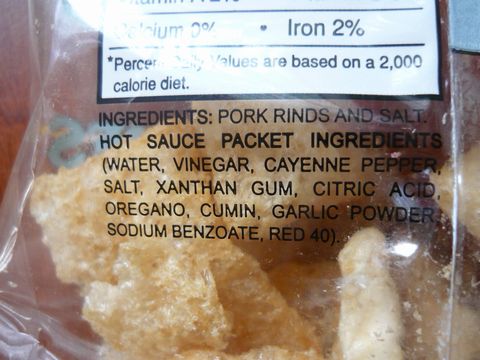 Calcium 0% • Iron 2%
*Percent Daily Values are based on a 2,000
calorie diet.
INGREDIENTS: PORK RINDS AND SALT.
HOT SAUCE PACKET INGREDIENTS
(WATER, VINEGAR, CAYENNE PEPPER,
SALT, XANTHAN GUM, CITRIC ACID,
OREGANO, CUMIN, GARLIC POWDER,
SODIUM BENZOATE, RED 40).